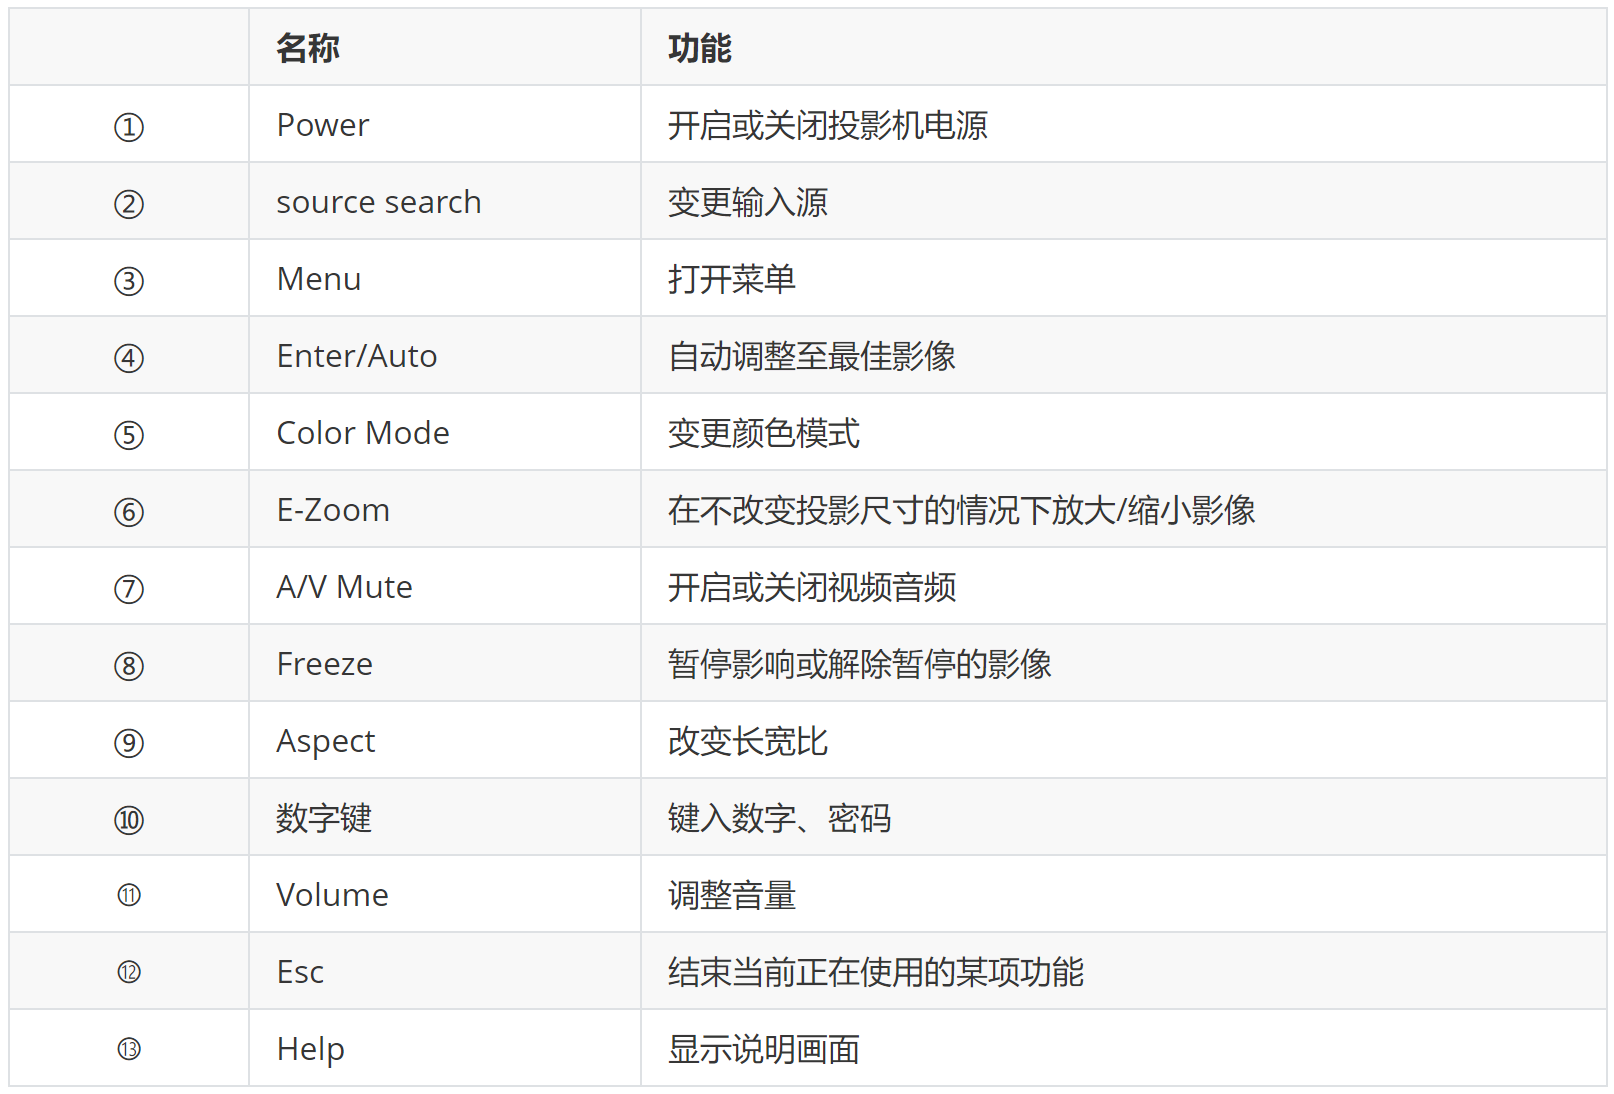 名称 功能
① Power 开启或关闭投影机电源
② source search 变更输入源
③ Menu 打开菜单
④ Enter/Auto 自动调整至最佳影像
⑤ Color Mode 变更颜色模式
⑥ E-Zoom 在不改变投影尺寸的情况下放大/缩小影像
⑦ A/V Mute 开启或关闭视频音频
⑧ Freeze 暂停影响或解除暂停的影像
⑨ Aspect 改变长宽比
⑩ 数字键 键入数字、密码
⑪ Volume 调整音量
⑫ Esc 结束当前正在使用的某项功能
⑬ Help 显示说明画面